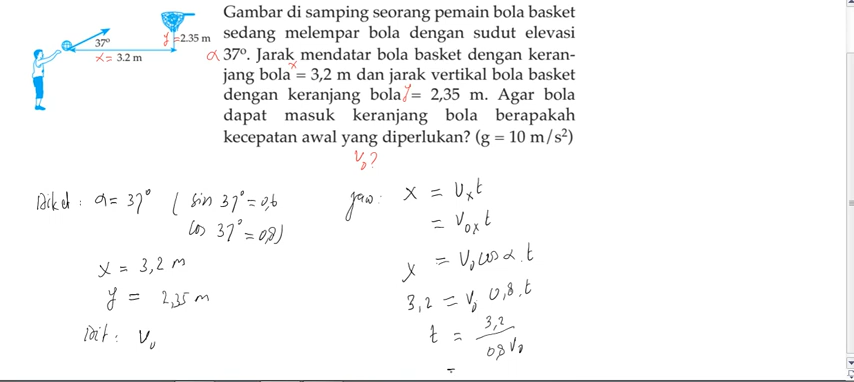 37°
y = 2.35 m
x = 3.2 m
Gambar di samping seorang pemain bola basket
sedang melempar bola dengan sudut elevasi
α 37°. Jarak mendatar bola basket dengan keran-
jang bola x = 3,2 m dan jarak vertikal bola basket
dengan keranjang bola y = 2,35 m. Agar bola
dapat masuk keranjang bola berapakah
kecepatan awal yang diperlukan? (g = 10 m/s²)
V₀?
Diket : α = 37° ( sin 37° = 0,6
cos 37° = 0,8)
x = 3,2 m
y = 2,35 m
Dit : V₀
Jaw : x = Vₓt
= V₀ₓ t
x = V₀ cos α . t
3,2 = V₀ 0,8 . t
t = 3,2 / 0,8 V₀
=